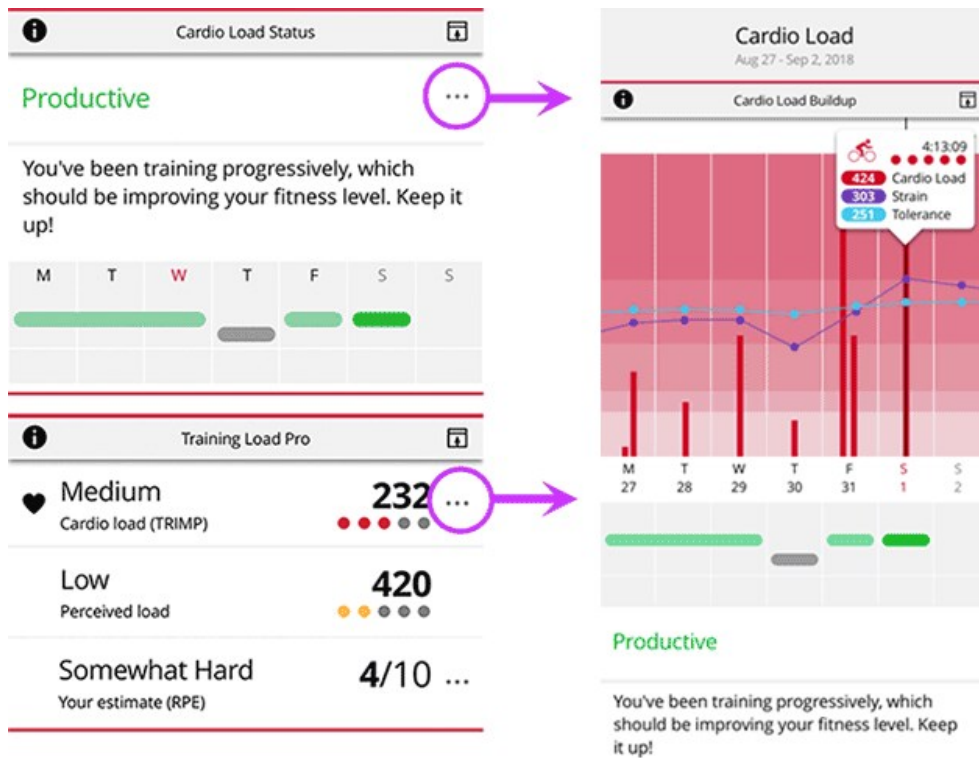 Cardio Load Status
Productive
You've been training progressively, which
should be improving your fitness level. Keep it
up!
M T W T F S S
Training Load Pro
Medium 232
Cardio load (TRIMP)
Low 420
Perceived load
Somewhat Hard 4/10
Your estimate (RPE)
Cardio Load
Aug 27 - Sep 2, 2018
Cardio Load Buildup
4:13:09
424 Cardio Load
303 Strain
251 Tolerance
M T W T F S S
27 28 29 30 31 1 2
Productive
You've been training progressively, which
should be improving your fitness level. Keep
it up!